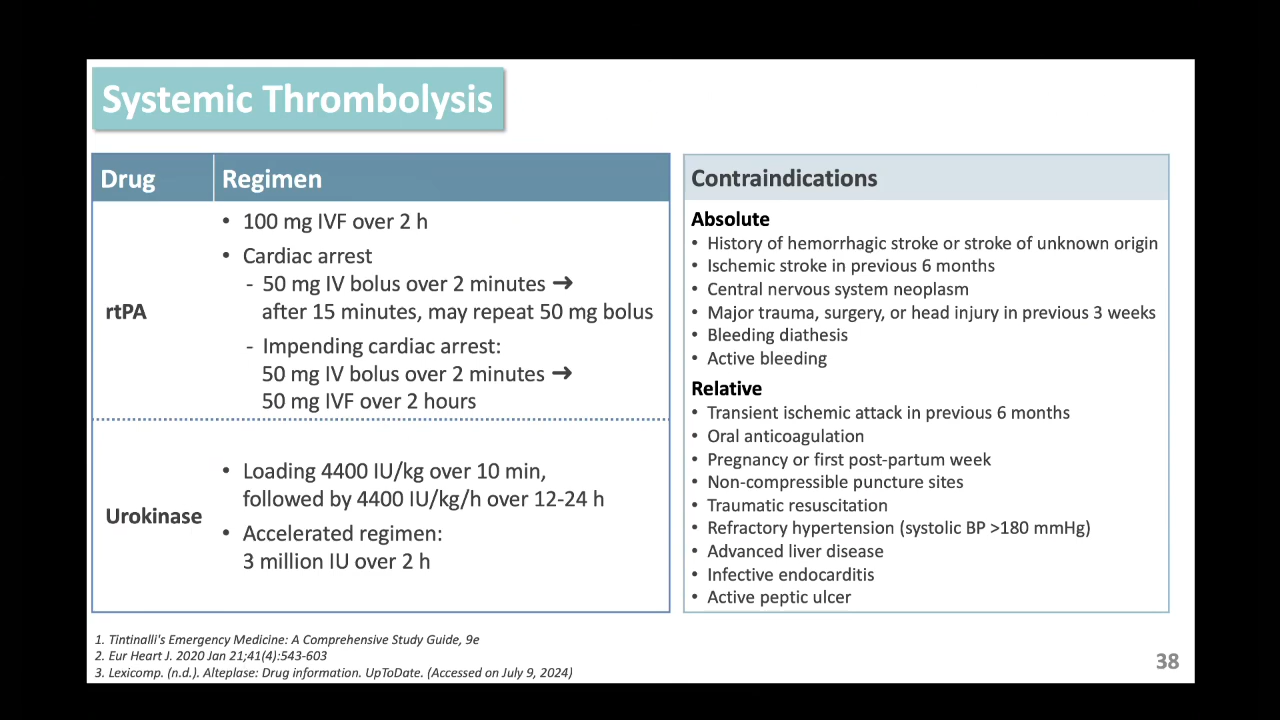 Systemic Thrombolysis
Drug
Regimen
rtPA
• 100 mg IVF over 2 h
• Cardiac arrest
- 50 mg IV bolus over 2 minutes ➜
after 15 minutes, may repeat 50 mg bolus
- Impending cardiac arrest:
50 mg IV bolus over 2 minutes ➜
50 mg IVF over 2 hours
Urokinase
• Loading 4400 IU/kg over 10 min,
followed by 4400 IU/kg/h over 12-24 h
• Accelerated regimen:
3 million IU over 2 h
Contraindications
Absolute
• History of hemorrhagic stroke or stroke of unknown origin
• Ischemic stroke in previous 6 months
• Central nervous system neoplasm
• Major trauma, surgery, or head injury in previous 3 weeks
• Bleeding diathesis
• Active bleeding
Relative
• Transient ischemic attack in previous 6 months
• Oral anticoagulation
• Pregnancy or first post-partum week
• Non-compressible puncture sites
• Traumatic resuscitation
• Refractory hypertension (systolic BP >180 mmHg)
• Advanced liver disease
• Infective endocarditis
• Active peptic ulcer
1. Tintinalli's Emergency Medicine: A Comprehensive Study Guide, 9e
2. Eur Heart J. 2020 Jan 21;41(4):543-603
3. Lexicomp. (n.d.). Alteplase: Drug information. UpToDate. (Accessed on July 9, 2024)
38